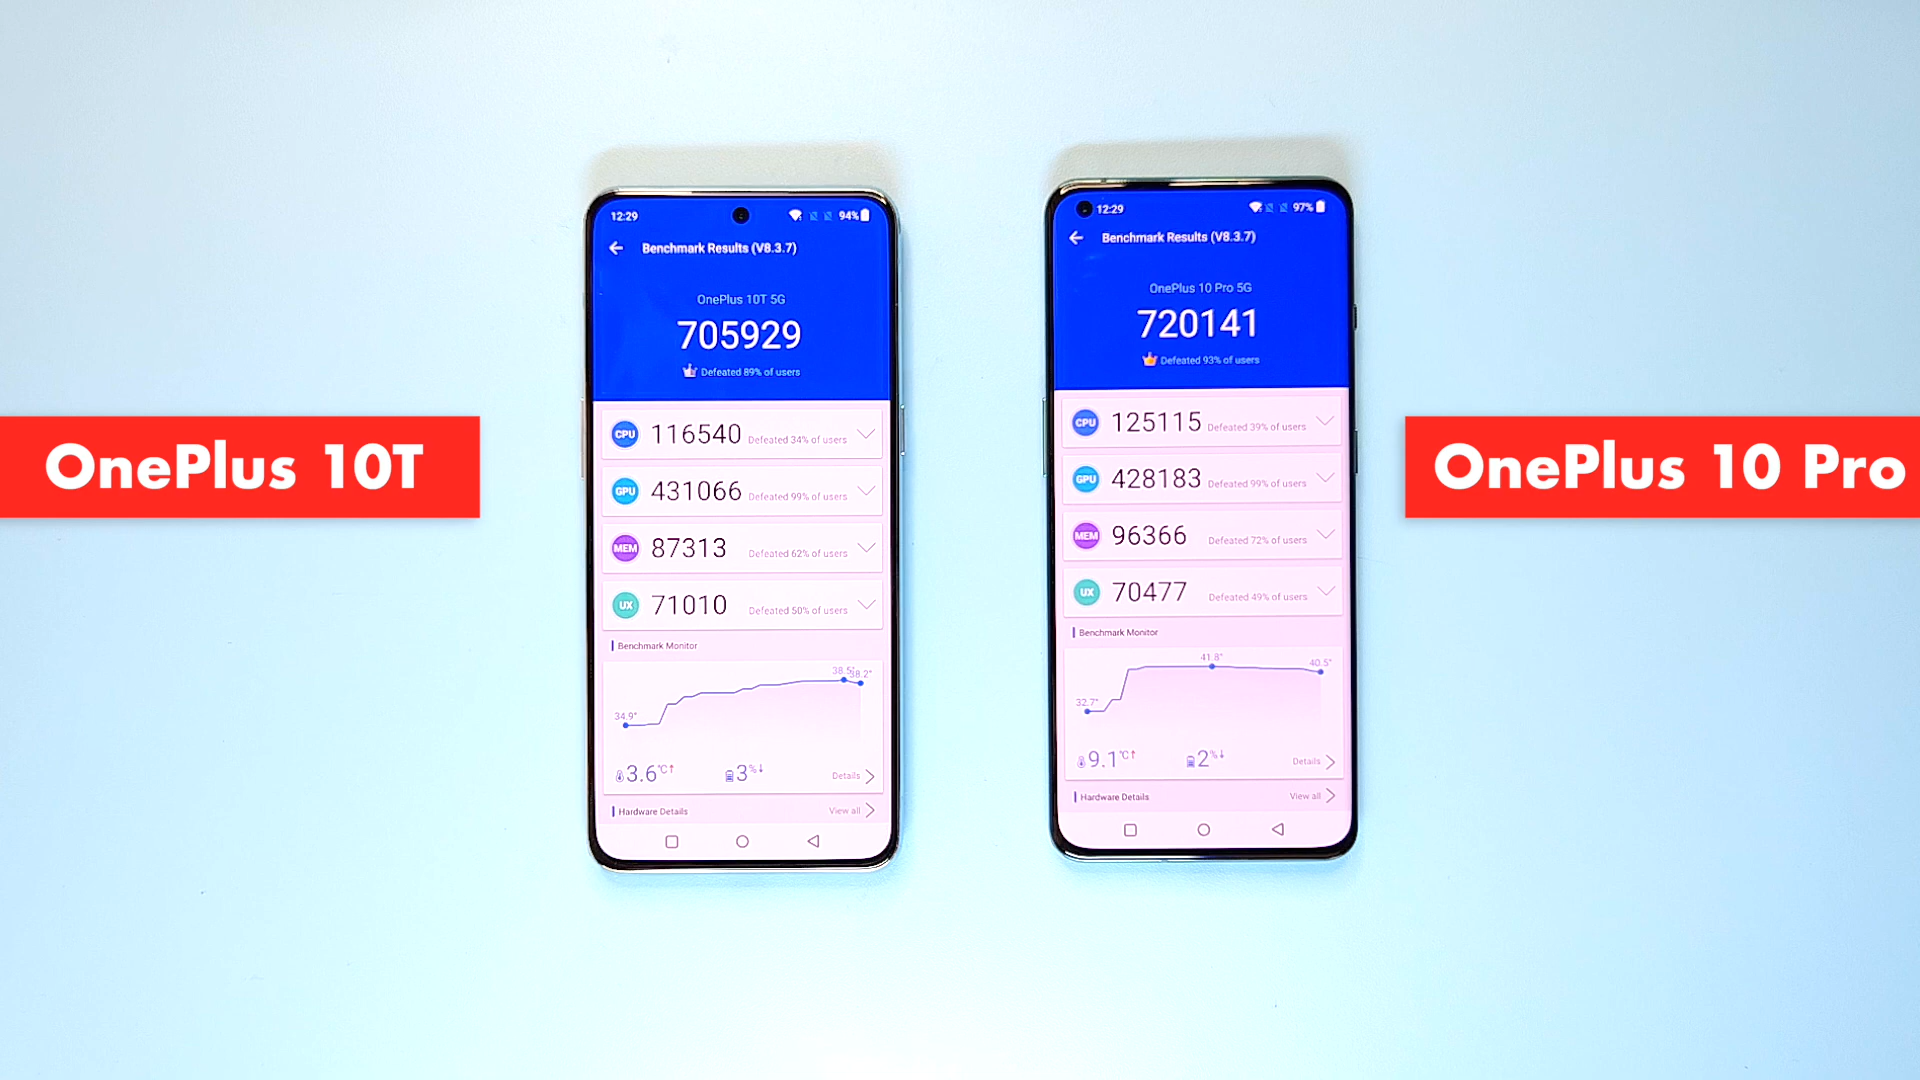 OnePlus 10T
12:29
94%
Benchmark Results (V8.3.7)
OnePlus 10T 5G
705929
Defeated 89% of users
CPU 116540 Defeated 34% of users
GPU 431066 Defeated 99% of users
MEM 87313 Defeated 62% of users
UX 71010 Defeated 50% of users
Benchmark Monitor
34.9° 38.5° 38.2°
3.6°C↑ 3%↓ Details
Hardware Details View all
12:29
97%
Benchmark Results (V8.3.7)
OnePlus 10 Pro 5G
720141
Defeated 93% of users
CPU 125115 Defeated 39% of users
GPU 428183 Defeated 99% of users
MEM 96366 Defeated 72% of users
UX 70477 Defeated 49% of users
Benchmark Monitor
32.7° 41.8° 40.5°
9.1°C↑ 2%↓ Details
Hardware Details View all
OnePlus 10 Pro